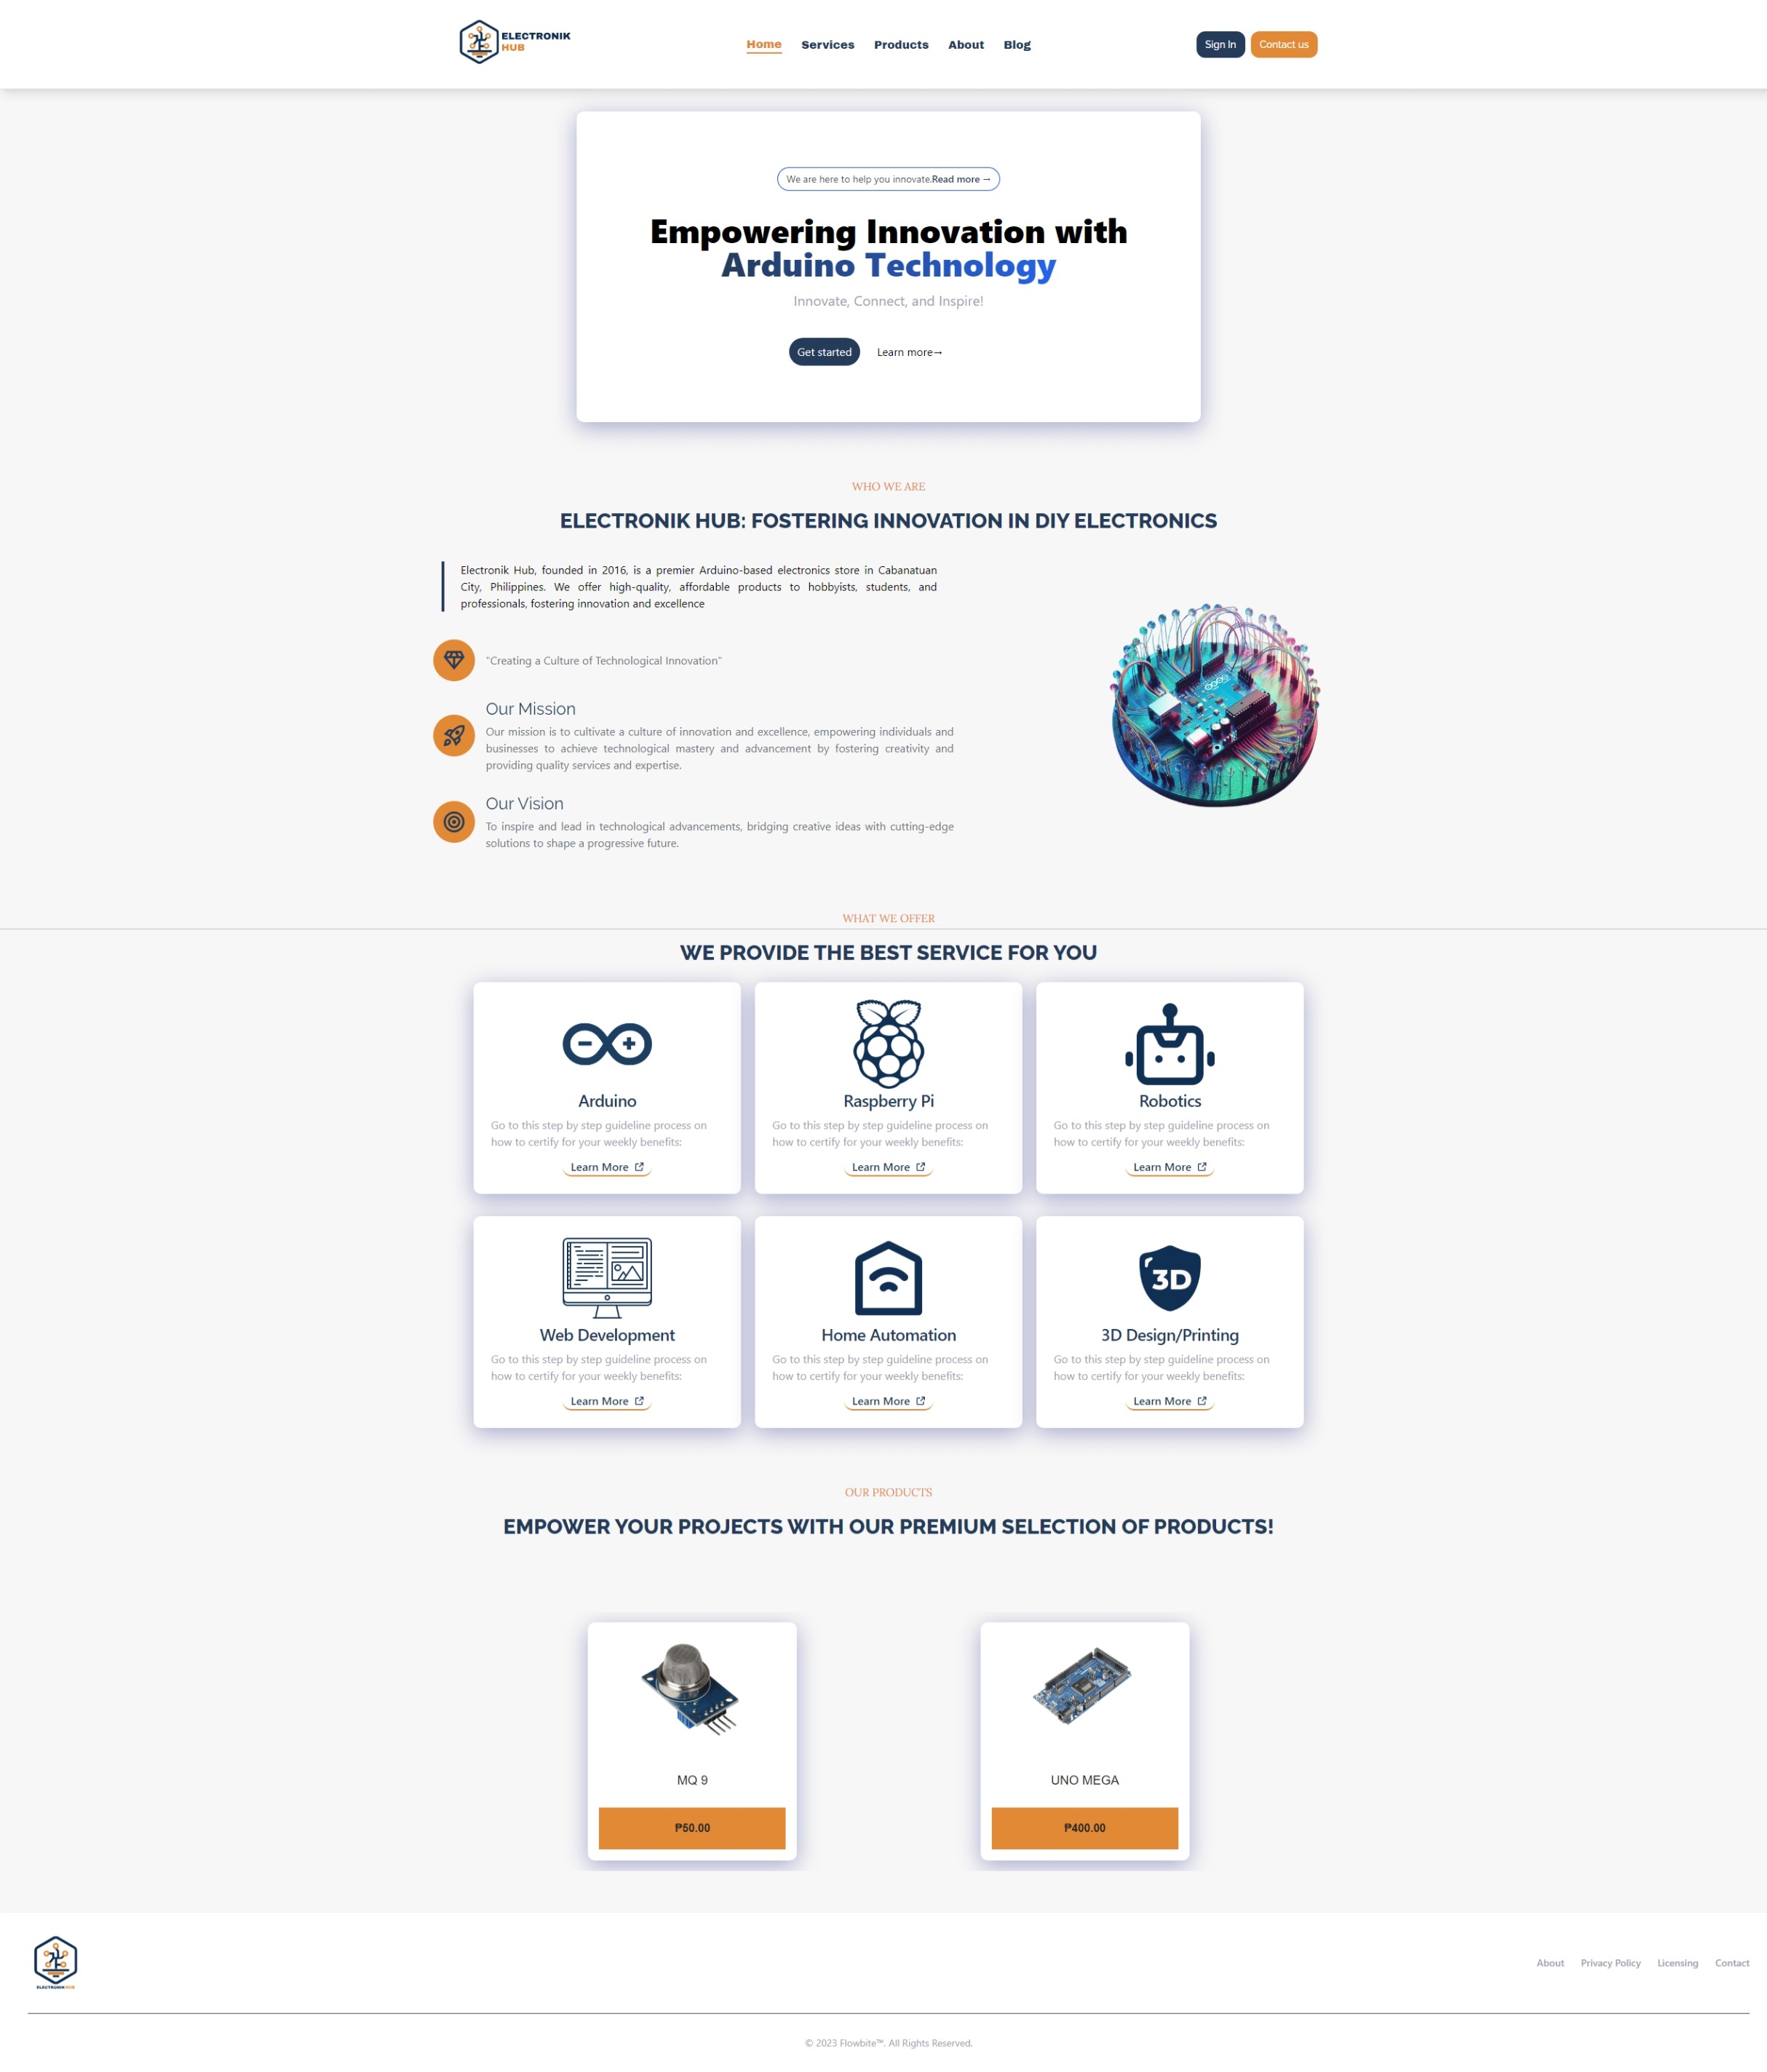 ELECTRONIK
HUB
Home Services Products About Blog
Sign In Contact us
We are here to help you innovate.Read more →
Empowering Innovation with
Arduino Technology
Innovate, Connect, and Inspire!
Get started Learn more→
WHO WE ARE
ELECTRONIK HUB: FOSTERING INNOVATION IN DIY ELECTRONICS
Electronik Hub, founded in 2016, is a premier Arduino-based electronics store in Cabanatuan
City, Philippines. We offer high-quality, affordable products to hobbyists, students, and
professionals, fostering innovation and excellence
"Creating a Culture of Technological Innovation"
Our Mission
Our mission is to cultivate a culture of innovation and excellence, empowering individuals and
businesses to achieve technological mastery and advancement by fostering creativity and
providing quality services and expertise.
Our Vision
To inspire and lead in technological advancements, bridging creative ideas with cutting-edge
solutions to shape a progressive future.
WHAT WE OFFER
WE PROVIDE THE BEST SERVICE FOR YOU
Arduino
Go to this step by step guideline process on
how to certify for your weekly benefits:
Learn More
Raspberry Pi
Go to this step by step guideline process on
how to certify for your weekly benefits:
Learn More
Robotics
Go to this step by step guideline process on
how to certify for your weekly benefits:
Learn More
Web Development
Go to this step by step guideline process on
how to certify for your weekly benefits:
Learn More
Home Automation
Go to this step by step guideline process on
how to certify for your weekly benefits:
Learn More
3D
3D Design/Printing
Go to this step by step guideline process on
how to certify for your weekly benefits:
Learn More
OUR PRODUCTS
EMPOWER YOUR PROJECTS WITH OUR PREMIUM SELECTION OF PRODUCTS!
MQ 9
₱50.00
UNO MEGA
₱400.00
ELECTRONIK HUB
About Privacy Policy Licensing Contact
© 2023 Flowbite™. All Rights Reserved.